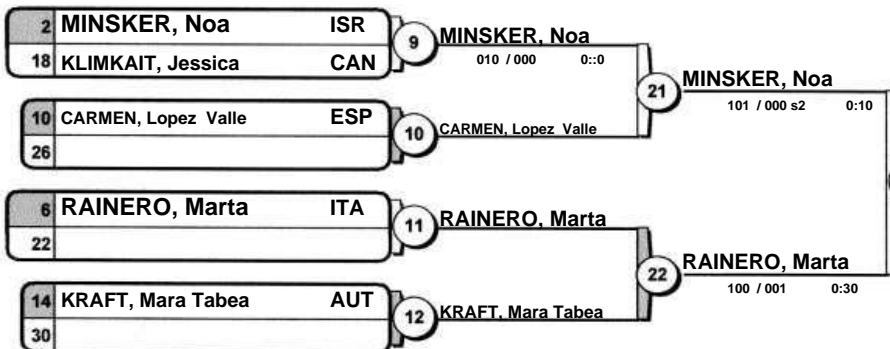 2 MINSKER, Noa ISR
18 KLIMKAIT, Jessica CAN
9
MINSKER, Noa
010 / 000 0::0
10 CARMEN, Lopez Valle ESP
26
10
CARMEN, Lopez Valle
21
MINSKER, Noa
101 / 000 s2 0:10
6 RAINERO, Marta ITA
22
11
RAINERO, Marta
14 KRAFT, Mara Tabea AUT
30
12
KRAFT, Mara Tabea
22
RAINERO, Marta
100 / 001 0:30